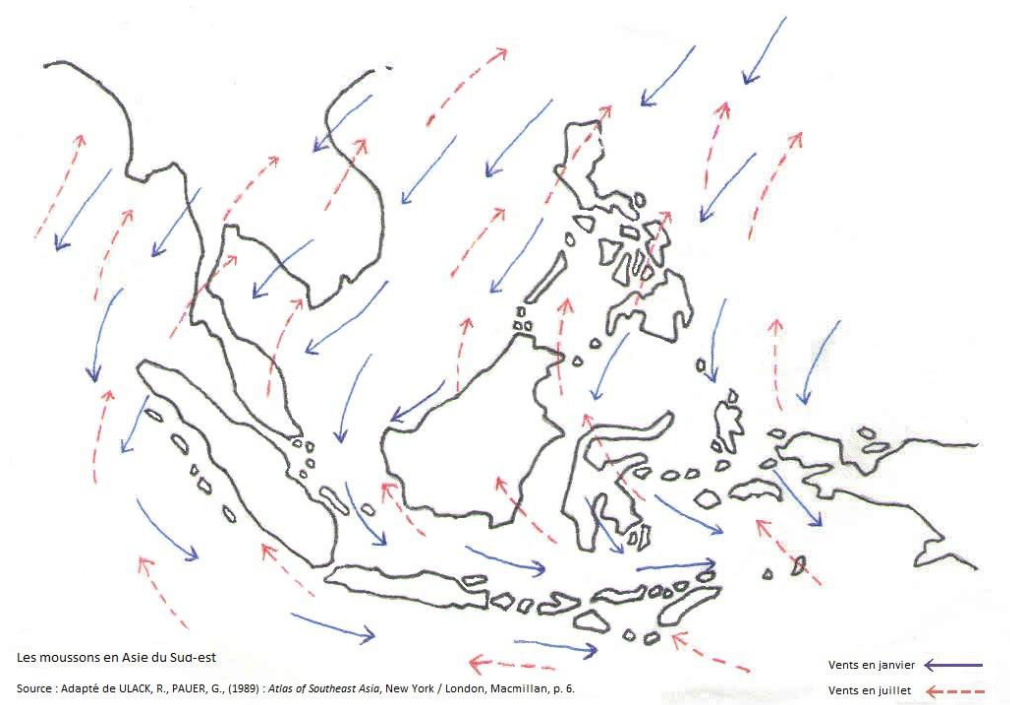 Les moussons en Asie du Sud-est
Source : Adapté de ULACK, R., PAUER, G., (1989) : Atlas of Southeast Asia, New York / London, Macmillan, p. 6.
Vents en janvier
Vents en juillet